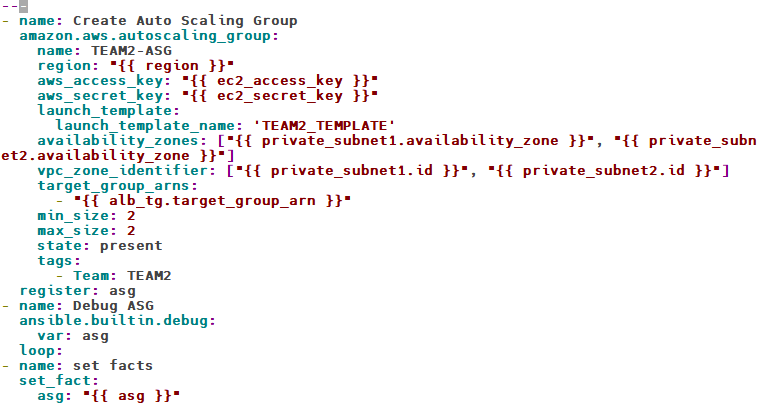 ---
- name: Create Auto Scaling Group
  amazon.aws.autoscaling_group:
    name: TEAM2-ASG
    region: "{{ region }}"
    aws_access_key: "{{ ec2_access_key }}"
    aws_secret_key: "{{ ec2_secret_key }}"
    launch_template:
      launch_template_name: 'TEAM2_TEMPLATE'
    availability_zones: ["{{ private_subnet1.availability_zone }}", "{{ private_subn
et2.availability_zone }}"]
    vpc_zone_identifier: ["{{ private_subnet1.id }}", "{{ private_subnet2.id }}"]
    target_group_arns:
      - "{{ alb_tg.target_group_arn }}"
    min_size: 2
    max_size: 2
    state: present
    tags:
      - Team: TEAM2
  register: asg
- name: Debug ASG
  ansible.builtin.debug:
    var: asg
  loop:
- name: set facts
  set_fact:
    asg: "{{ asg }}"